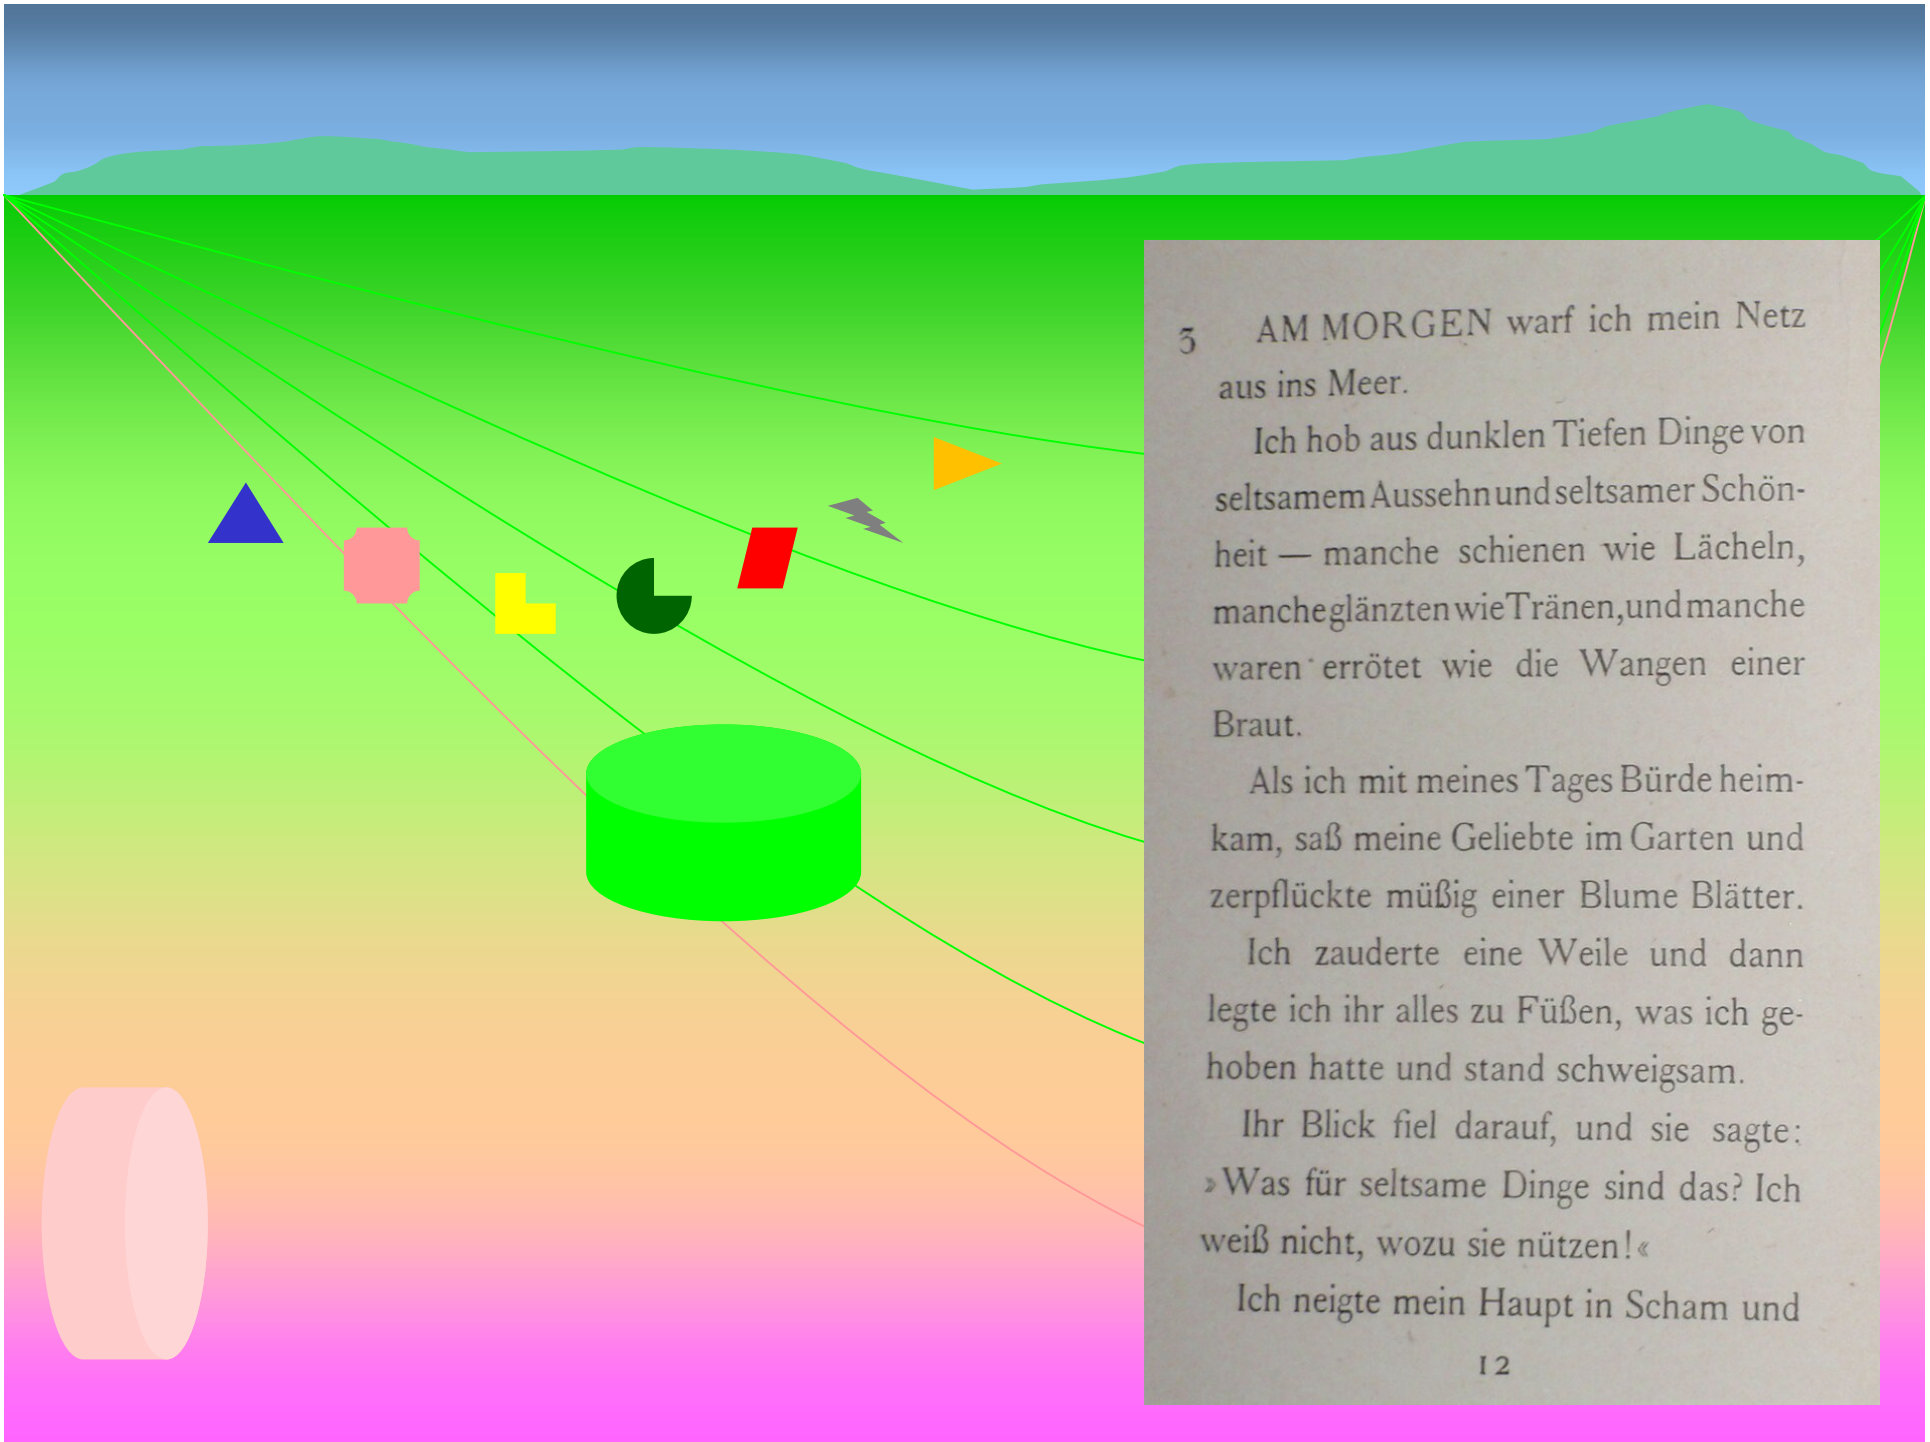 3 AM MORGEN warf ich mein Netz
aus ins Meer.
Ich hob aus dunklen Tiefen Dinge von
seltsamem Aussehn und seltsamer Schön-
heit — manche schienen wie Lächeln,
manche glänzten wie Tränen, und manche
waren errötet wie die Wangen einer
Braut.
Als ich mit meines Tages Bürde heim-
kam, saß meine Geliebte im Garten und
zerpflückte müßig einer Blume Blätter.
Ich zauderte eine Weile und dann
legte ich ihr alles zu Füßen, was ich ge-
hoben hatte und stand schweigsam.
Ihr Blick fiel darauf, und sie sagte:
»Was für seltsame Dinge sind das? Ich
weiß nicht, wozu sie nützen!«
Ich neigte mein Haupt in Scham und
12